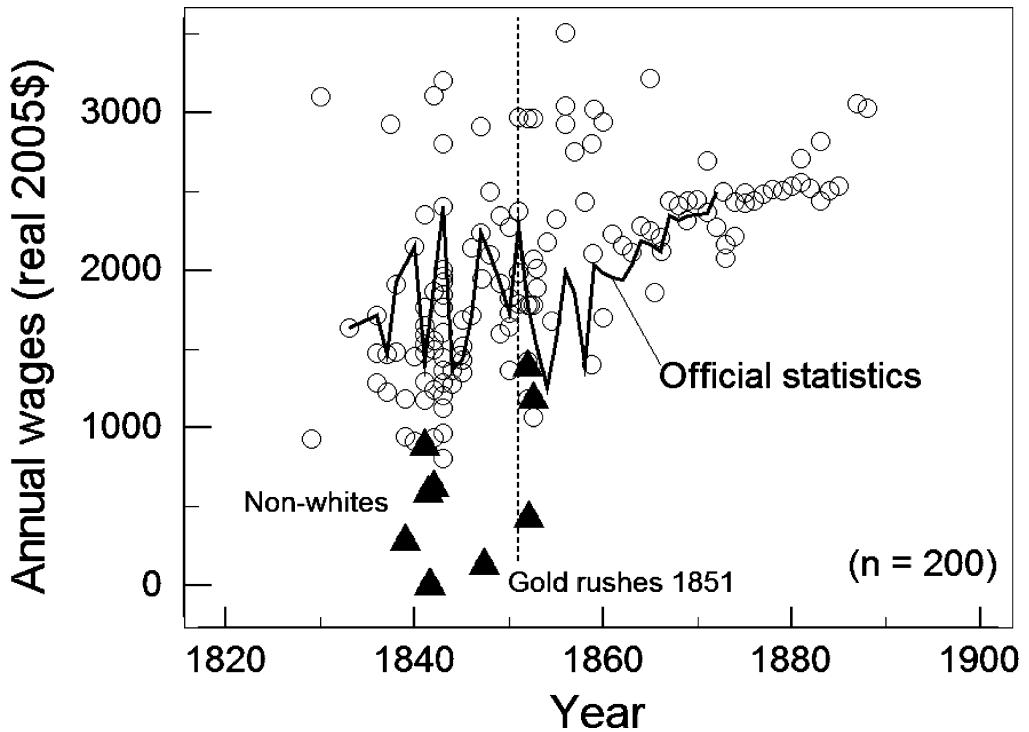 Annual wages (real 2005$)
3000
2000
1000
0
Official statistics
Non-whites
(n = 200)
Gold rushes 1851
1820 1840 1860 1880 1900
Year